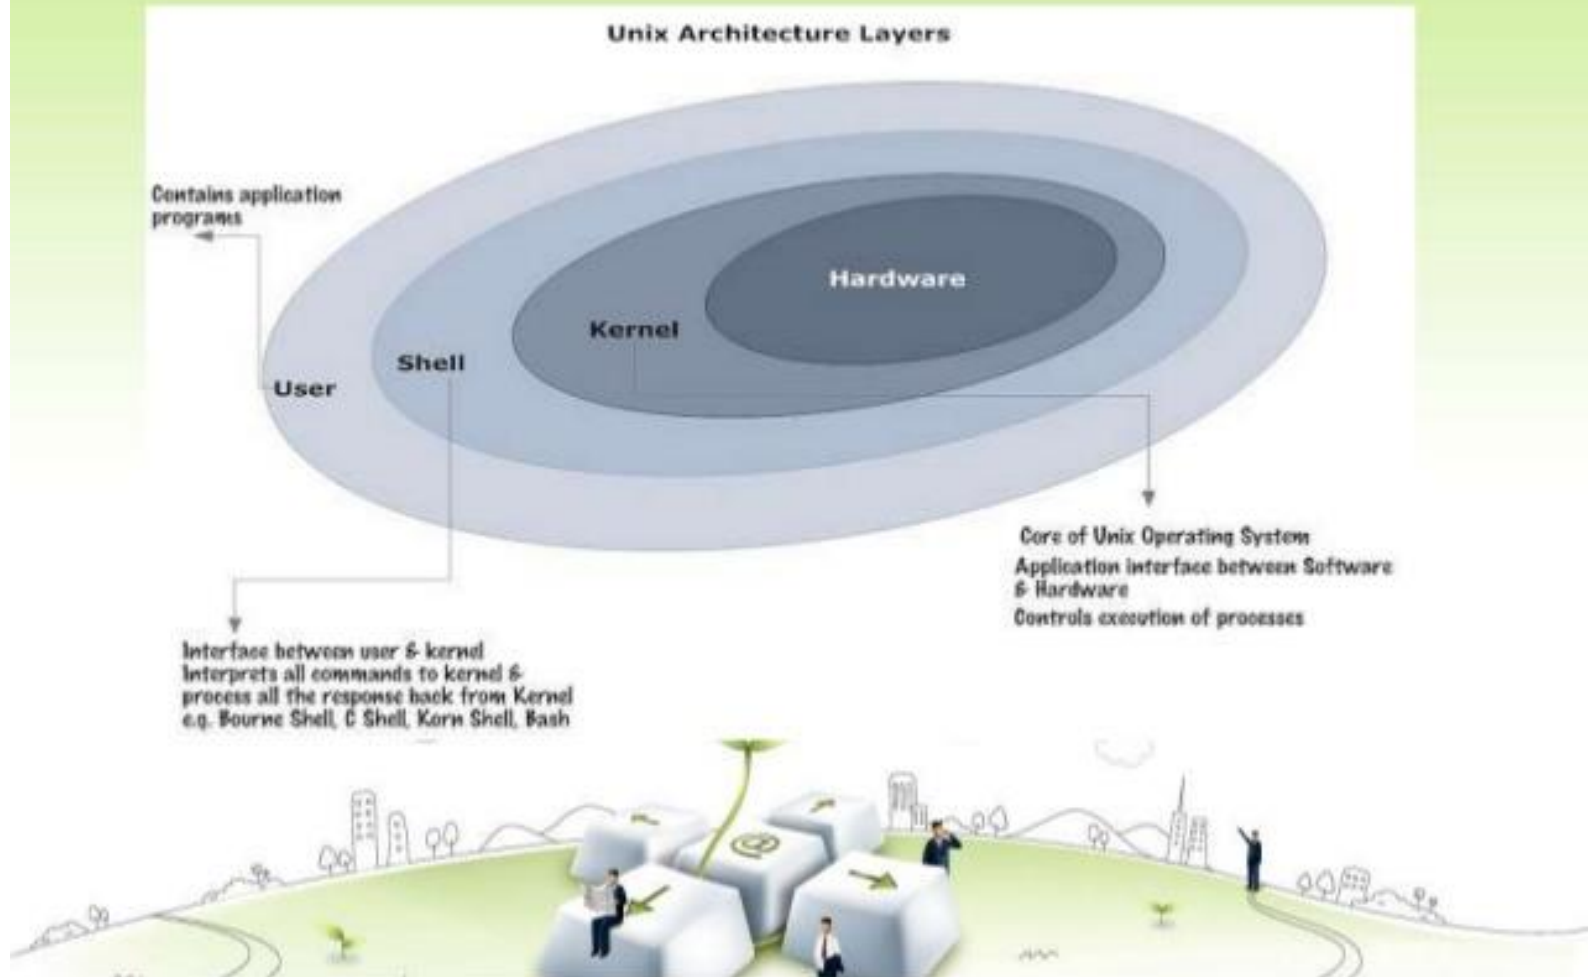 Unix Architecture Layers
Contains application
programs
Hardware
Kernel
Shell
User
Core of Unix Operating System
Application interface between Software
& Hardware
Controls execution of processes
Interface between user & kernel
Interprets all commands to kernel &
process all the response back from Kernel
e.g. Bourne Shell, C Shell, Korn Shell, Bash
@